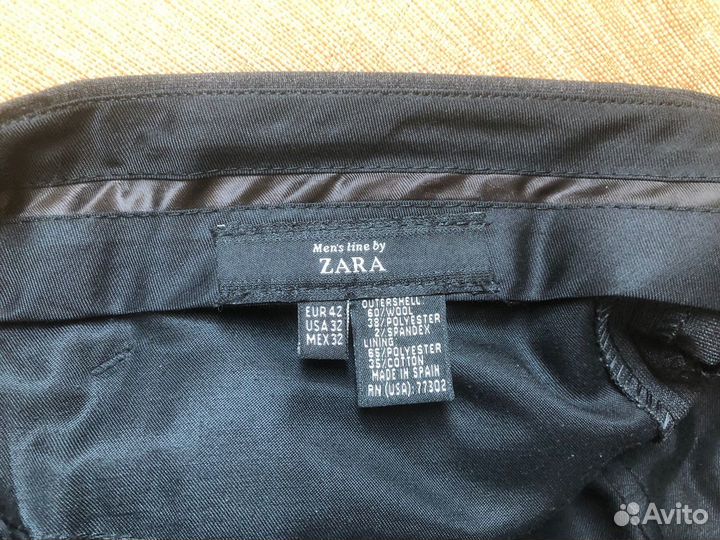 Men's line by
ZARA
EUR 42
USA 32
MEX 32
OUTERSHELL:
60/WOOL
38/POLYESTER
2/SPANDEX
LINING
65/POLYESTER
35/COTTON
MADE IN SPAIN
RN (USA): 77302
Avito